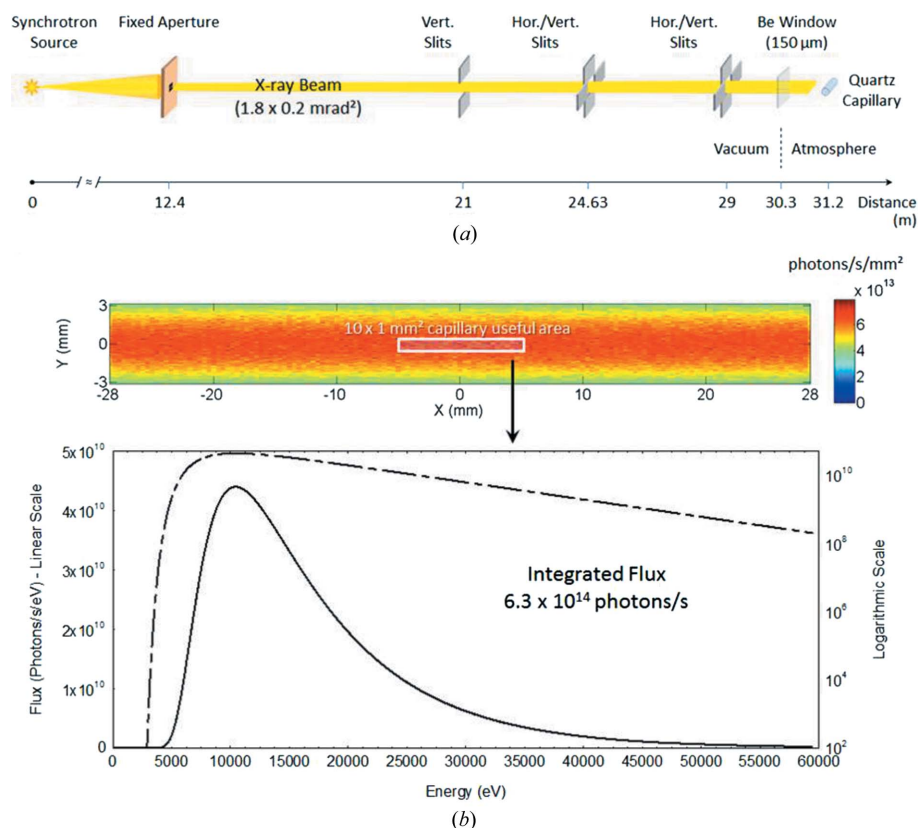 Synchrotron Source
Fixed Aperture
Vert. Slits
Hor./Vert. Slits
Hor./Vert. Slits
Be Window (150 µm)
X-ray Beam
(1.8 x 0.2 mrad²)
Quartz Capillary
Vacuum
Atmosphere
0
≈
12.4
21
24.63
29
30.3
31.2
Distance (m)
(a)
photons/s/mm²
x 10¹³
8
6
4
2
0
Y (mm)
3
0
-3
10 x 1 mm² capillary useful area
-28
-20
-10
0
10
20
28
X (mm)
Flux (Photons/s/eV) - Linear Scale
5x 10¹⁰
4x 10¹⁰
3x 10¹⁰
2x 10¹⁰
1x 10¹⁰
0
Integrated Flux
6.3 x 10¹⁴ photons/s
10¹⁰
10⁸
10⁶
10⁴
10²
Logarithmic Scale
0
5000
10000
15000
20000
25000
30000
35000
40000
45000
50000
55000
60000
Energy (eV)
(b)